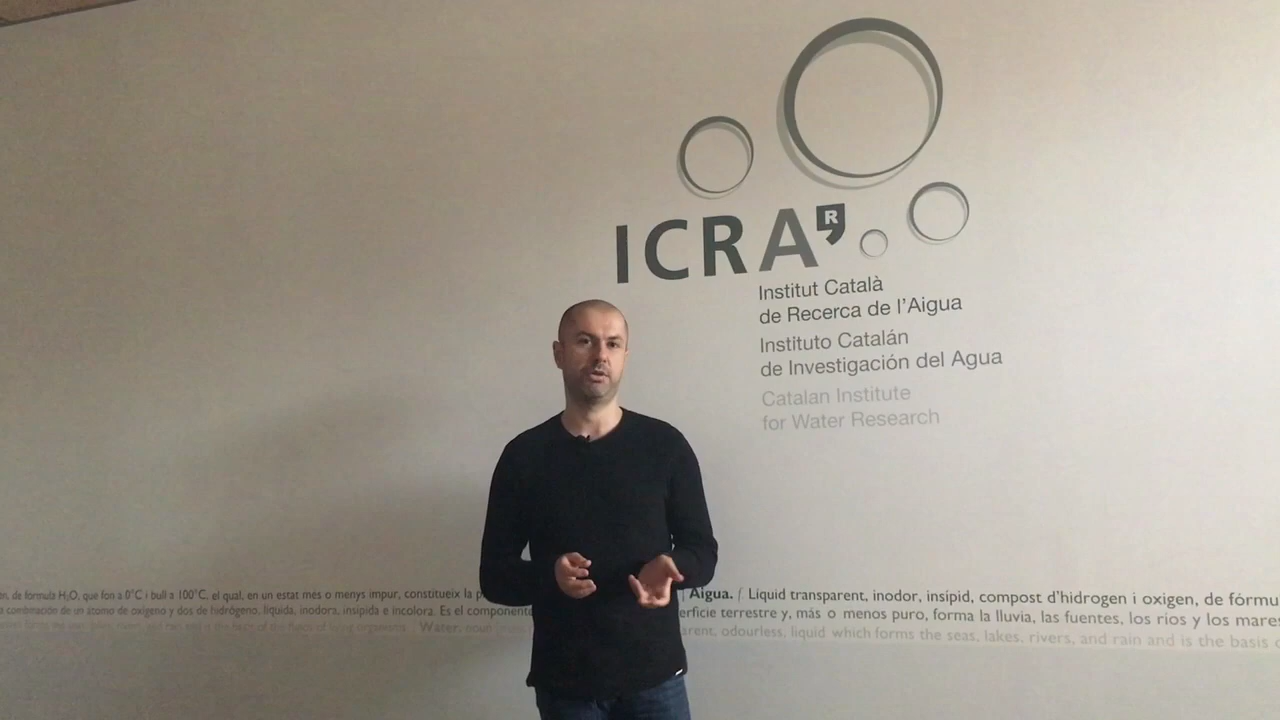 ICRA
R
Institut Català
de Recerca de l'Aigua
Instituto Catalán
de Investigación del Agua
Catalan Institute
for Water Research
de formula H₂O, que fon a 0°C i bull a 100°C, el qual, en un estat més o menys impur, constitueix la
Aigua. f Líquid transparent, inodor, insípid, compost d'hidrogen i oxigen, de fórmu
combinación de un átomo de oxígeno y dos de hidrógeno, líquida, inodora, insípida e incolora. Es el component
erficie terrestre y, más o menos puro, forma la lluvia, las fuentes, los ríos y los mares
Water, noun
arent, odourless, liquid which forms the seas, lakes, rivers, and rain and is the basis